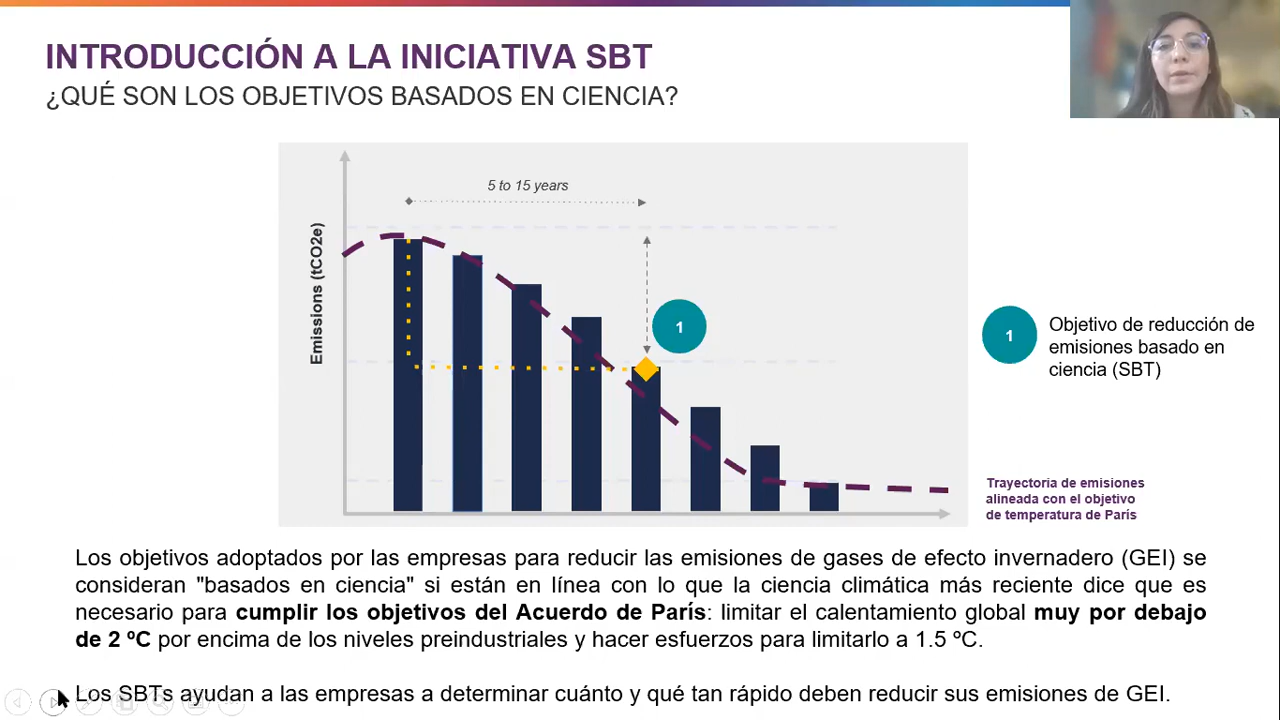 INTRODUCCIÓN A LA INICIATIVA SBT
¿QUÉ SON LOS OBJETIVOS BASADOS EN CIENCIA?
5 to 15 years
Emissions (tCO2e)
1
1
Objetivo de reducción de
emisiones basado en
ciencia (SBT)
Trayectoria de emisiones
alineada con el objetivo
de temperatura de París
Los objetivos adoptados por las empresas para reducir las emisiones de gases de efecto invernadero (GEI) se
consideran "basados en ciencia" si están en línea con lo que la ciencia climática más reciente dice que es
necesario para cumplir los objetivos del Acuerdo de París: limitar el calentamiento global muy por debajo
de 2 ºC por encima de los niveles preindustriales y hacer esfuerzos para limitarlo a 1.5 ºC.
Los SBTs ayudan a las empresas a determinar cuánto y qué tan rápido deben reducir sus emisiones de GEI.